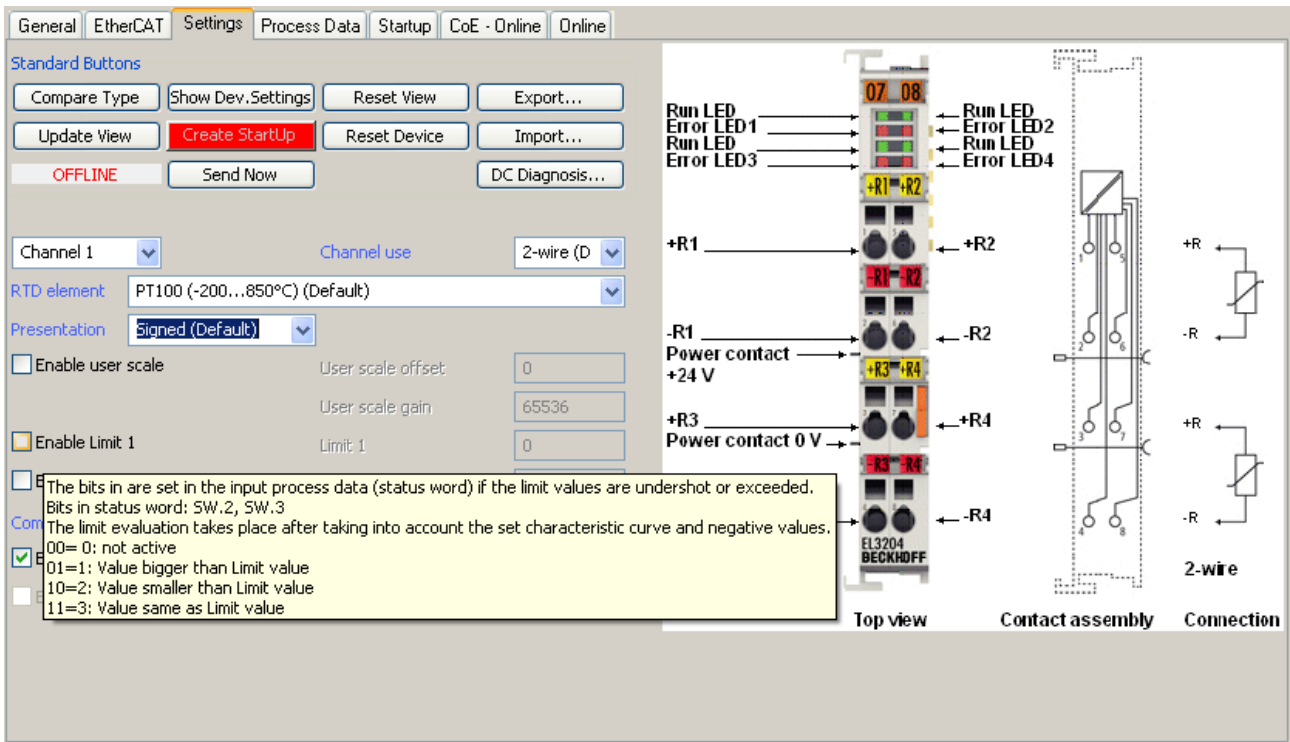 General EtherCAT Settings Process Data Startup CoE - Online Online
Standard Buttons
Compare Type Show Dev.Settings Reset View Export...
Update View Create StartUp Reset Device Import...
OFFLINE Send Now DC Diagnosis...
Channel 1 Channel use 2-wire (D
RTD element PT100 (-200...850°C) (Default)
Presentation Signed (Default)
Enable user scale User scale offset 0
User scale gain 65536
Enable Limit 1 Limit 1 0
The bits in are set in the input process data (status word) if the limit values are undershot or exceeded.
Bits in status word: SW.2, SW.3
The limit evaluation takes place after taking into account the set characteristic curve and negative values.
00= 0: not active
01=1: Value bigger than Limit value
10=2: Value smaller than Limit value
11=3: Value same as Limit value
Com
07 08
Run LED Run LED
Error LED1 Error LED2
Run LED Run LED
Error LED3 Error LED4
+R1 +R2
+R1 +R2
-R1 -R2
-R1 -R2
Power contact
+24 V
+R3 +R4
+R3 +R4
Power contact 0 V
-R3 -R4
-R4
EL3204
BECKHOFF
Top view
1 5
2 6
3 7
4 8
Contact assembly
+R
-R
+R
-R
2-wire
Connection